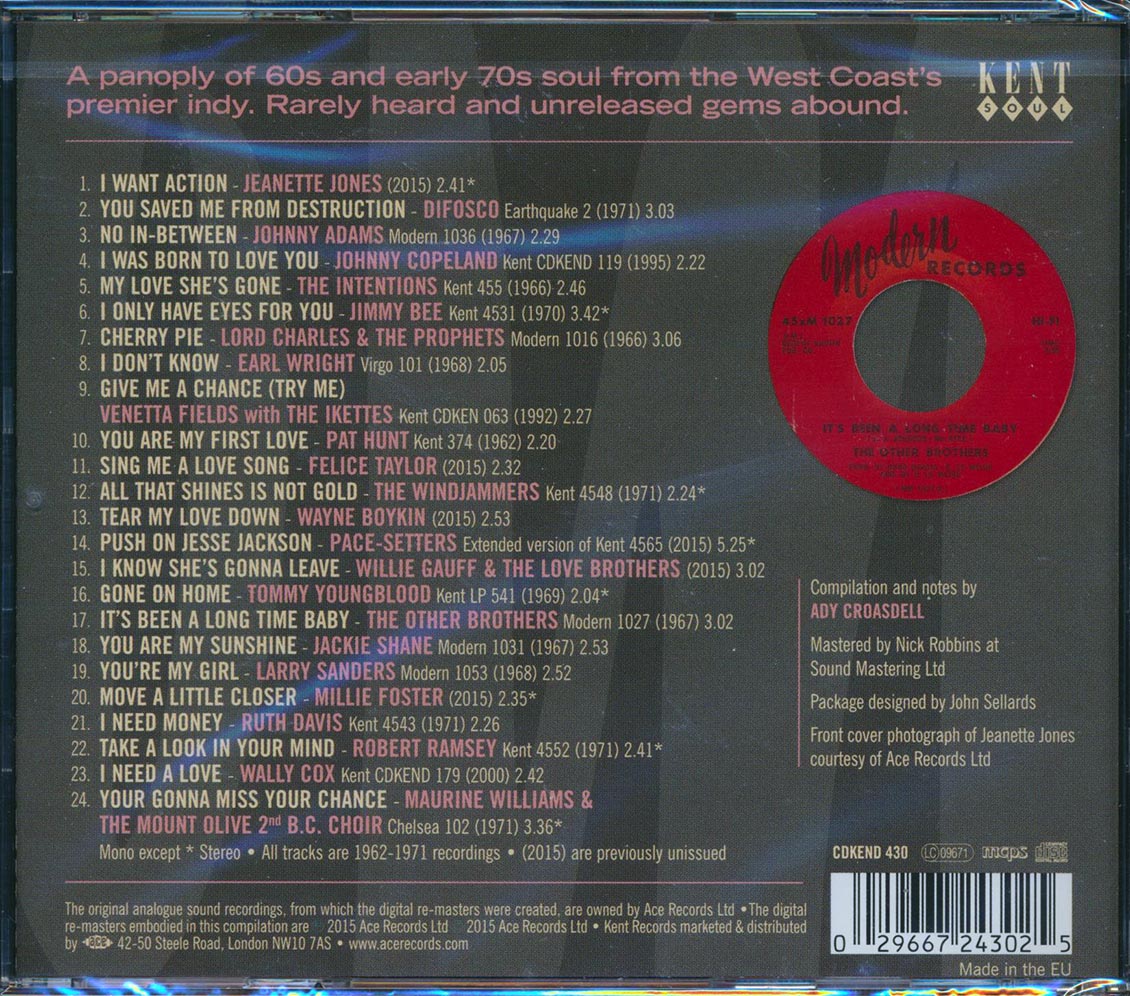 A panoply of 60s and early 70s soul from the West Coast's
premier indy. Rarely heard and unreleased gems abound.
KENT
SOUL
1. I WANT ACTION - JEANETTE JONES (2015) 2.41*
2. YOU SAVED ME FROM DESTRUCTION - DIFOSCO Earthquake 2 (1971) 3.03
3. NO IN-BETWEEN - JOHNNY ADAMS Modern 1036 (1967) 2.29
4. I WAS BORN TO LOVE YOU - JOHNNY COPELAND Kent CDKEND 119 (1995) 2.22
5. MY LOVE SHE'S GONE - THE INTENTIONS Kent 455 (1966) 2.46
6. I ONLY HAVE EYES FOR YOU - JIMMY BEE Kent 4531 (1970) 3.42*
7. CHERRY PIE - LORD CHARLES & THE PROPHETS Modern 1016 (1966) 3.06
8. I DON'T KNOW - EARL WRIGHT Virgo 101 (1968) 2.05
9. GIVE ME A CHANCE (TRY ME)
VENETTA FIELDS with THE IKETTES Kent CDKEN 063 (1992) 2.27
10. YOU ARE MY FIRST LOVE - PAT HUNT Kent 374 (1962) 2.20
11. SING ME A LOVE SONG - FELICE TAYLOR (2015) 2.32
12. ALL THAT SHINES IS NOT GOLD - THE WINDJAMMERS Kent 4548 (1971) 2.24*
13. TEAR MY LOVE DOWN - WAYNE BOYKIN (2015) 2.53
14. PUSH ON JESSE JACKSON - PACE-SETTERS Extended version of Kent 4565 (2015) 5.25*
15. I KNOW SHE'S GONNA LEAVE - WILLIE GAUFF & THE LOVE BROTHERS (2015) 3.02
16. GONE ON HOME - TOMMY YOUNGBLOOD Kent LP 541 (1969) 2.04*
17. IT'S BEEN A LONG TIME BABY - THE OTHER BROTHERS Modern 1027 (1967) 3.02
18. YOU ARE MY SUNSHINE - JACKIE SHANE Modern 1031 (1967) 2.53
19. YOU'RE MY GIRL - LARRY SANDERS Modern 1053 (1968) 2.52
20. MOVE A LITTLE CLOSER - MILLIE FOSTER (2015) 2.35*
21. I NEED MONEY - RUTH DAVIS Kent 4543 (1971) 2.26
22. TAKE A LOOK IN YOUR MIND - ROBERT RAMSEY Kent 4552 (1971) 2.41*
23. I NEED A LOVE - WALLY COX Kent CDKEND 179 (2000) 2.42
24. YOUR GONNA MISS YOUR CHANCE - MAURINE WILLIAMS &
THE MOUNT OLIVE 2nd B.C. CHOIR Chelsea 102 (1971) 3.36*
Mono except * Stereo • All tracks are 1962-1971 recordings • (2015) are previously unissued
Modern
RECORDS
45xM 1027
IT'S BEEN A LONG TIME BABY
THE OTHER BROTHERS
Compilation and notes by
ADY CROASDELL
Mastered by Nick Robbins at
Sound Mastering Ltd
Package designed by John Sellards
Front cover photograph of Jeanette Jones
courtesy of Ace Records Ltd
CDKEND 430 LC 09671 mcps disc
The original analogue sound recordings, from which the digital re-masters were created, are owned by Ace Records Ltd • The digital
re-masters embodied in this compilation are 2015 Ace Records Ltd 2015 Ace Records Ltd • Kent Records marketed & distributed
by ACE 42-50 Steele Road, London NW10 7AS • www.acerecords.com
0 29667 24302 5
Made in the EU